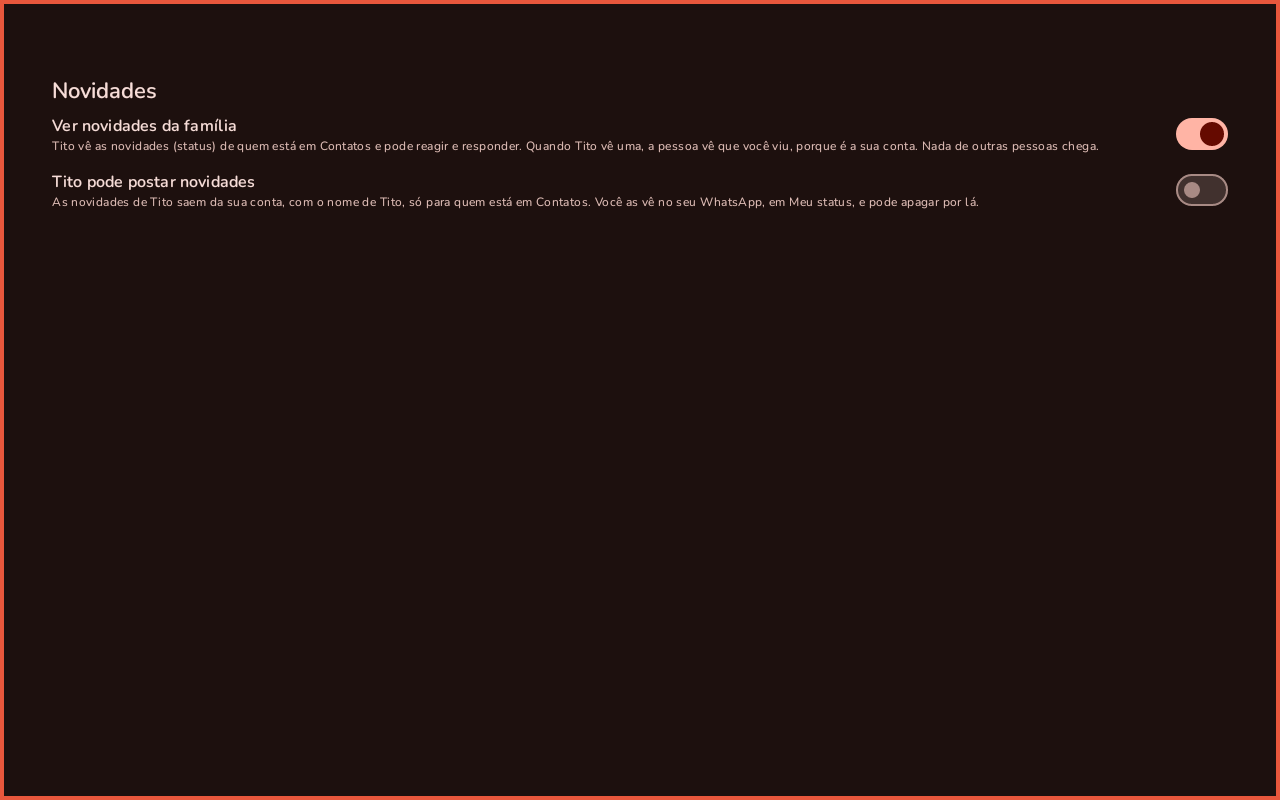 Novidades
Ver novidades da família
Tito vê as novidades (status) de quem está em Contatos e pode reagir e responder. Quando Tito vê uma, a pessoa vê que você viu, porque é a sua conta. Nada de outras pessoas chega.
Tito pode postar novidades
As novidades de Tito saem da sua conta, com o nome de Tito, só para quem está em Contatos. Você as vê no seu WhatsApp, em Meu status, e pode apagar por lá.